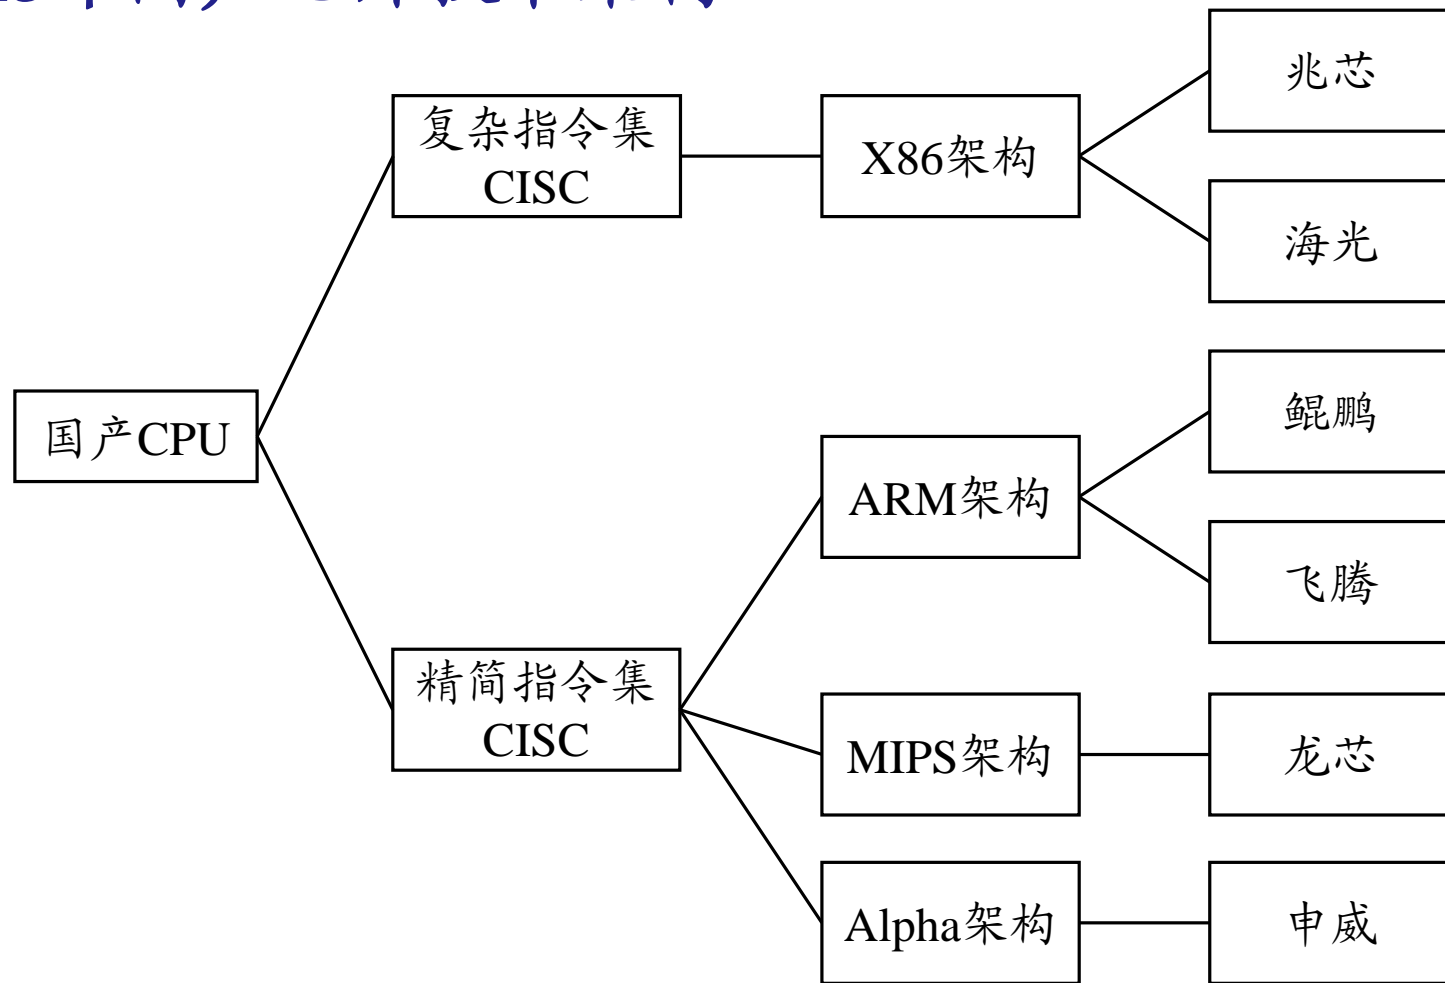 国产CPU
复杂指令集
CISC
X86架构
兆芯
海光
精简指令集
CISC
ARM架构
鲲鹏
飞腾
MIPS架构
龙芯
Alpha架构
申威